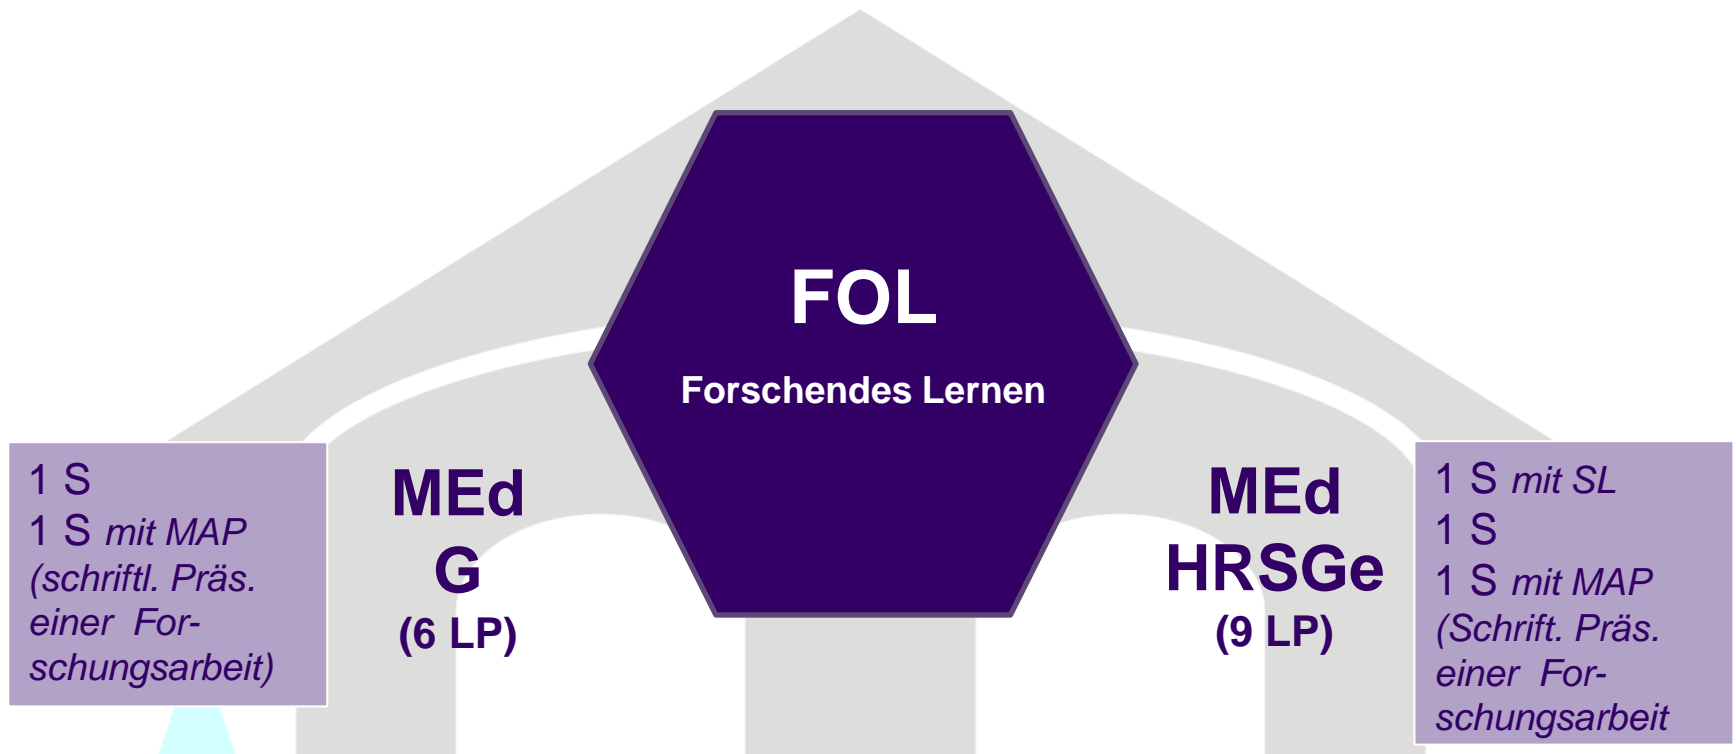 FOL
Forschendes Lernen
1 S
1 S mit MAP
(schriftl. Präs.
einer For-
schungsarbeit)
MEd
G
(6 LP)
MEd
HRSGe
(9 LP)
1 S mit SL
1 S
1 S mit MAP
(Schrift. Präs.
einer For-
schungsarbeit